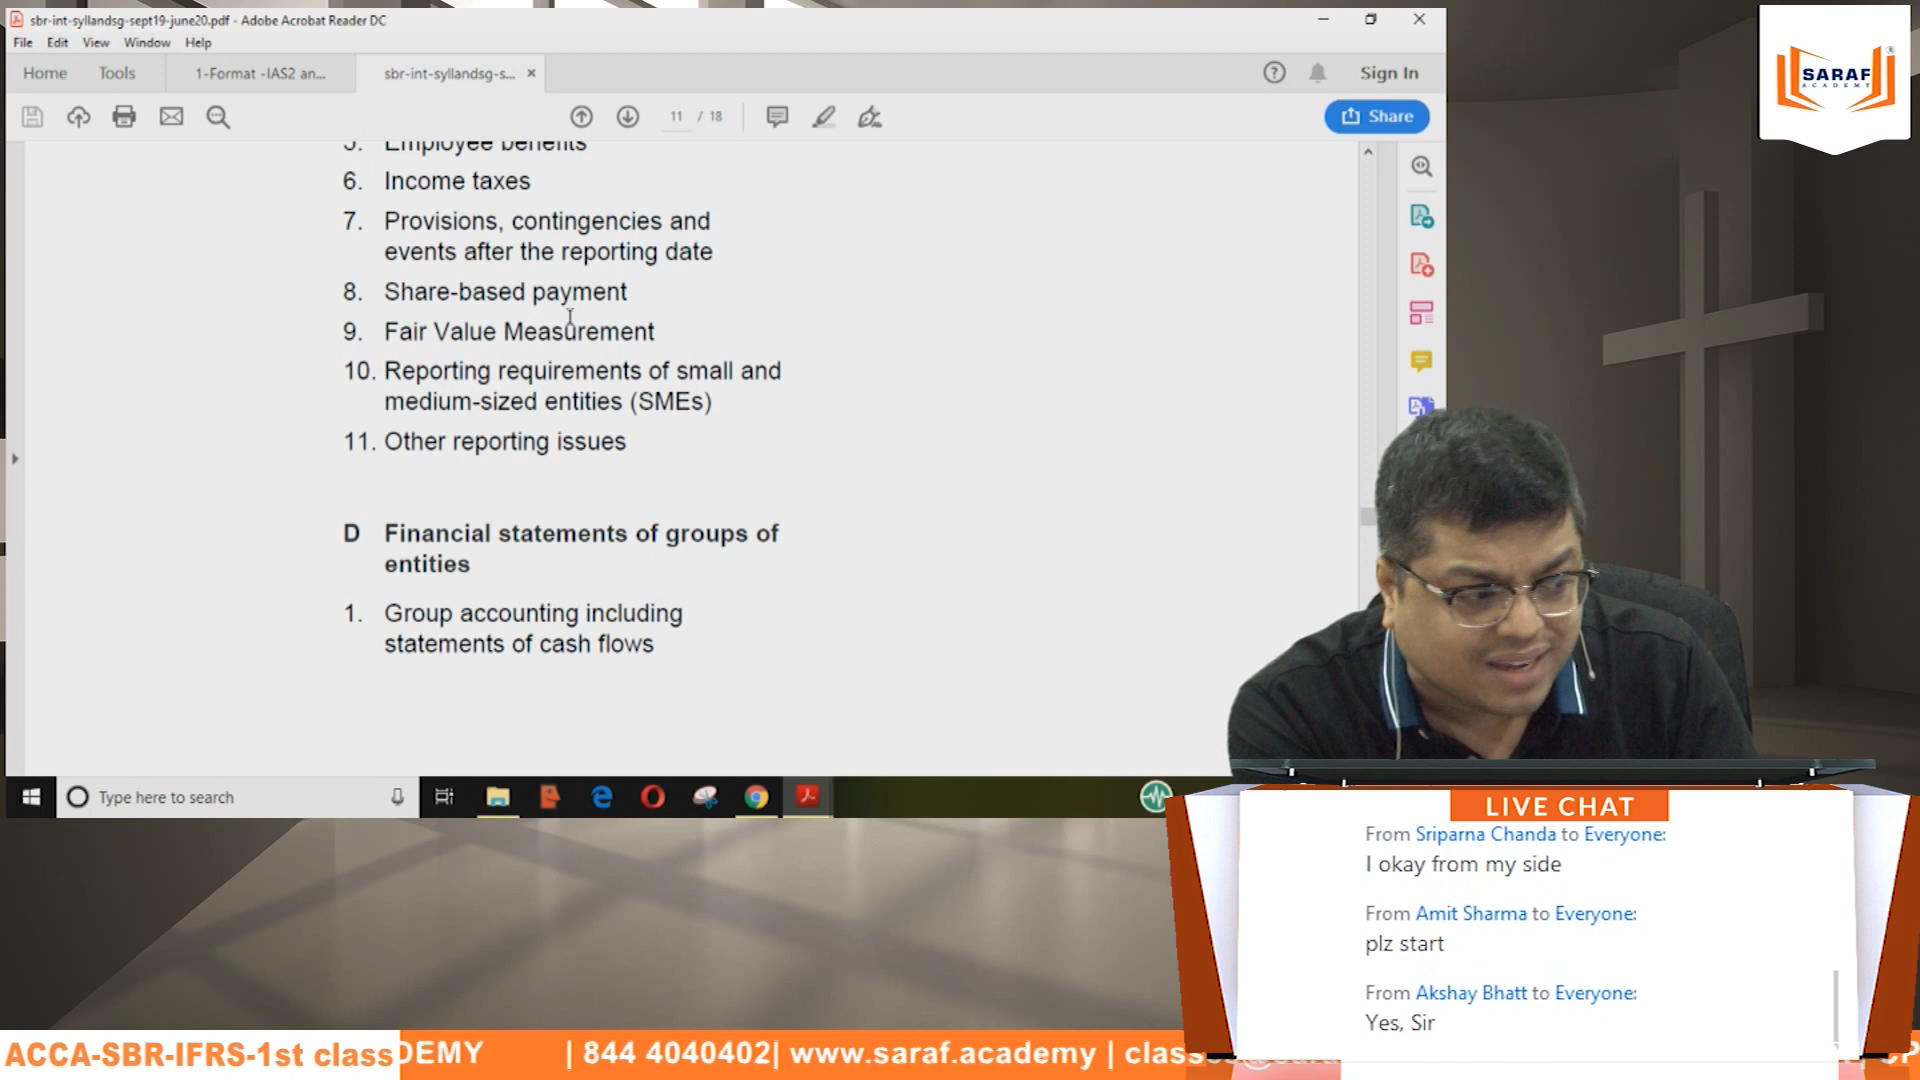 sbr-int-syllandsg-sept19-june20.pdf - Adobe Acrobat Reader DC
File Edit View Window Help
Home Tools 1-Format -IAS2 an... sbr-int-syllandsg-s... × Sign In
11 / 18 Share
5. Employee benefits
6. Income taxes
7. Provisions, contingencies and
events after the reporting date
8. Share-based payment
9. Fair Value Measurement
10. Reporting requirements of small and
medium-sized entities (SMEs)
11. Other reporting issues
D Financial statements of groups of
entities
1. Group accounting including
statements of cash flows
Type here to search
SARAF
ACADEMY
LIVE CHAT
From Sriparna Chanda to Everyone:
I okay from my side
From Amit Sharma to Everyone:
plz start
From Akshay Bhatt to Everyone:
Yes, Sir
ACCA-SBR-IFRS-1st class DEMY | 844 4040402| www.saraf.academy |